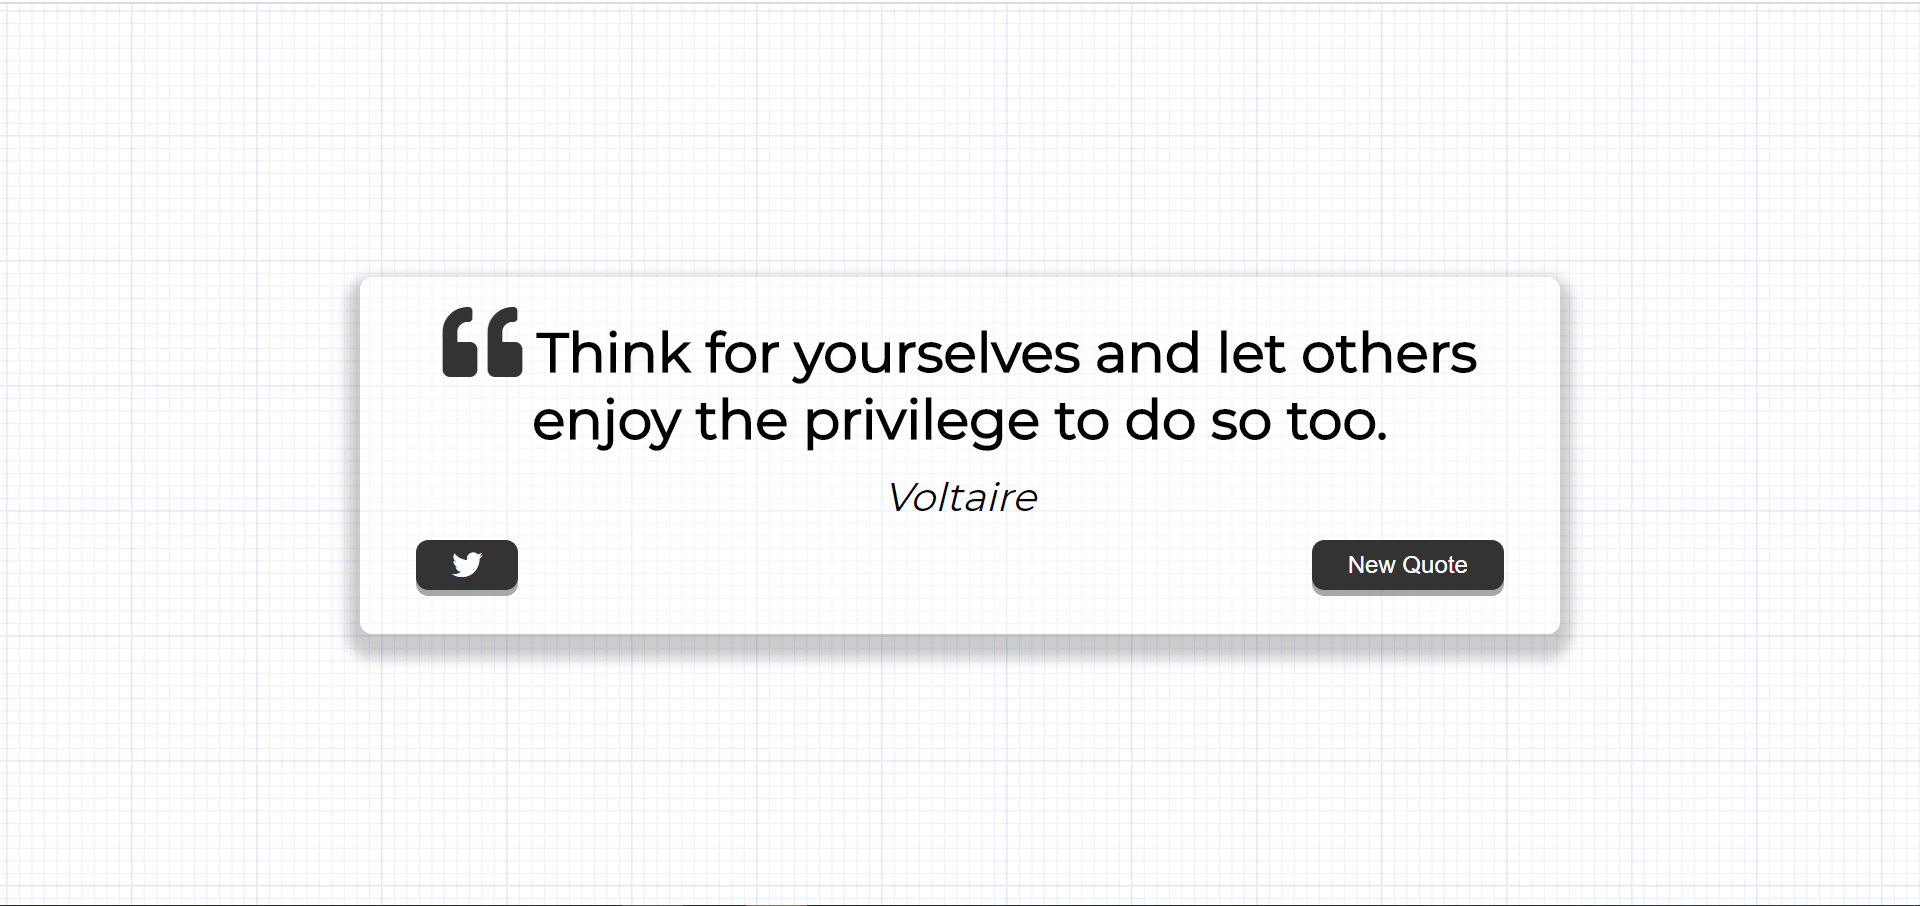 ❝ Think for yourselves and let others
enjoy the privilege to do so too.
Voltaire
New Quote